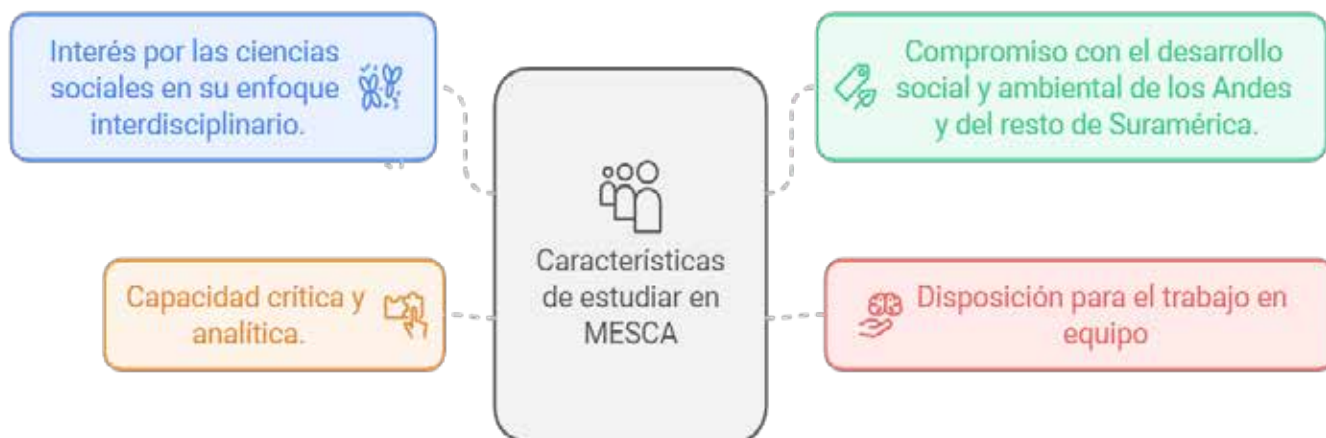 Interés por las ciencias
sociales en su enfoque
interdisciplinario.
Compromiso con el desarrollo
social y ambiental de los Andes
y del resto de Suramérica.
Características
de estudiar en
MESCA
Capacidad crítica y
analítica.
Disposición para el trabajo en
equipo